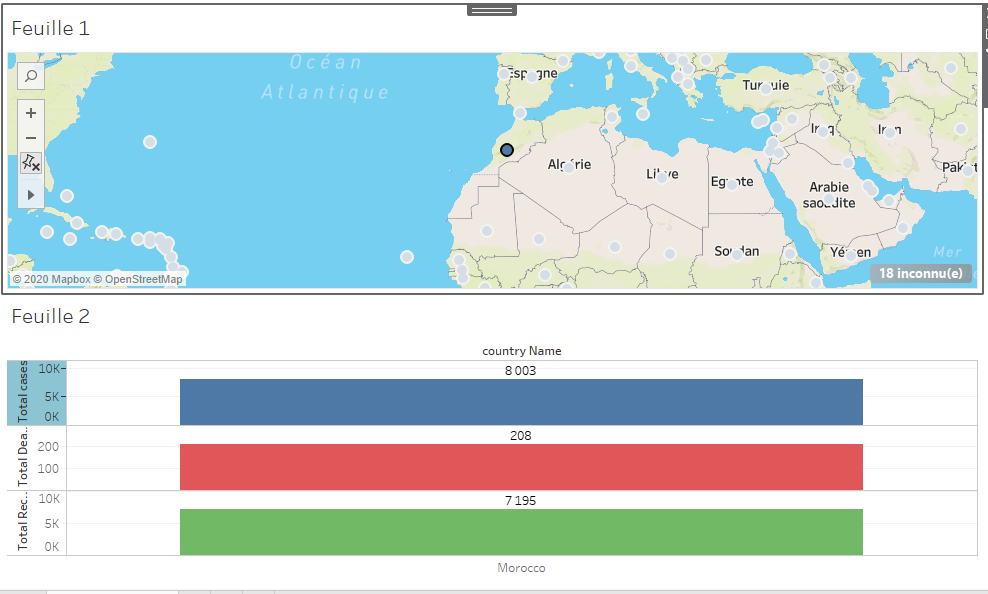 Feuille 1
Océan
Atlantique
Espagne
Turquie
Algérie
Libye
Egypte
Iraq
Iran
Pakist
Arabie
saoudite
Soudan
Yémen
Mer
18 inconnu(e)
© 2020 Mapbox © OpenStreetMap
Feuille 2
country Name
Total cases
10K
5K
0K
8 003
Total Dea..
200
100
208
Total Rec..
10K
5K
0K
7 195
Morocco